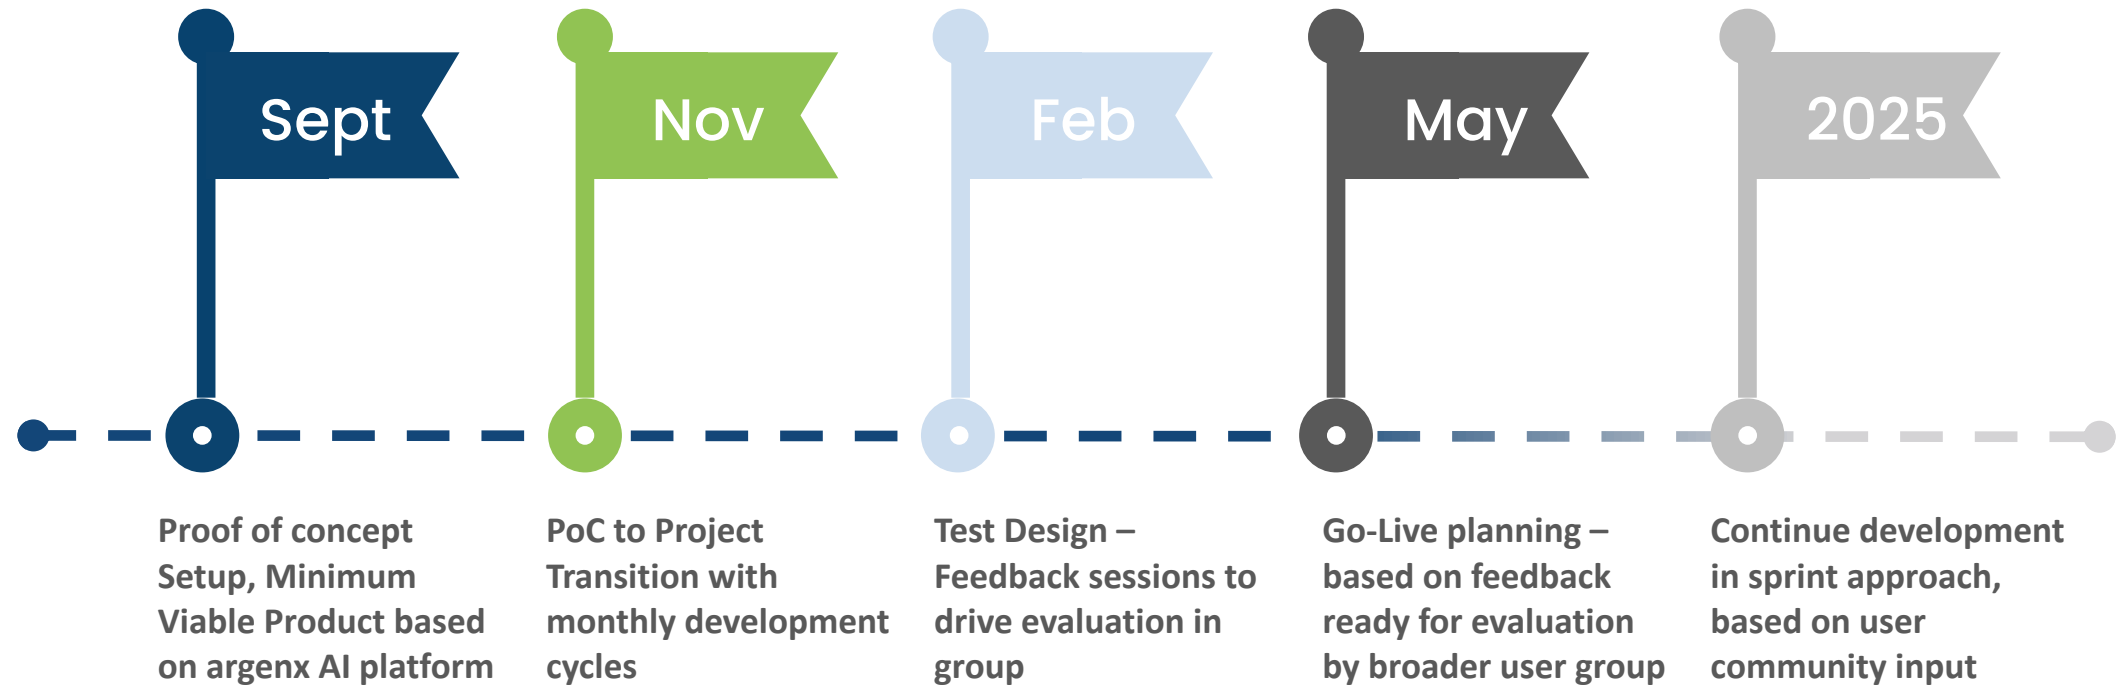 Sept
Nov
Feb
May
2025
Proof of concept
Setup, Minimum
Viable Product based
on argenx AI platform
PoC to Project
Transition with
monthly development
cycles
Test Design –
Feedback sessions to
drive evaluation in
group
Go-Live planning –
based on feedback
ready for evaluation
by broader user group
Continue development
in sprint approach,
based on user
community input